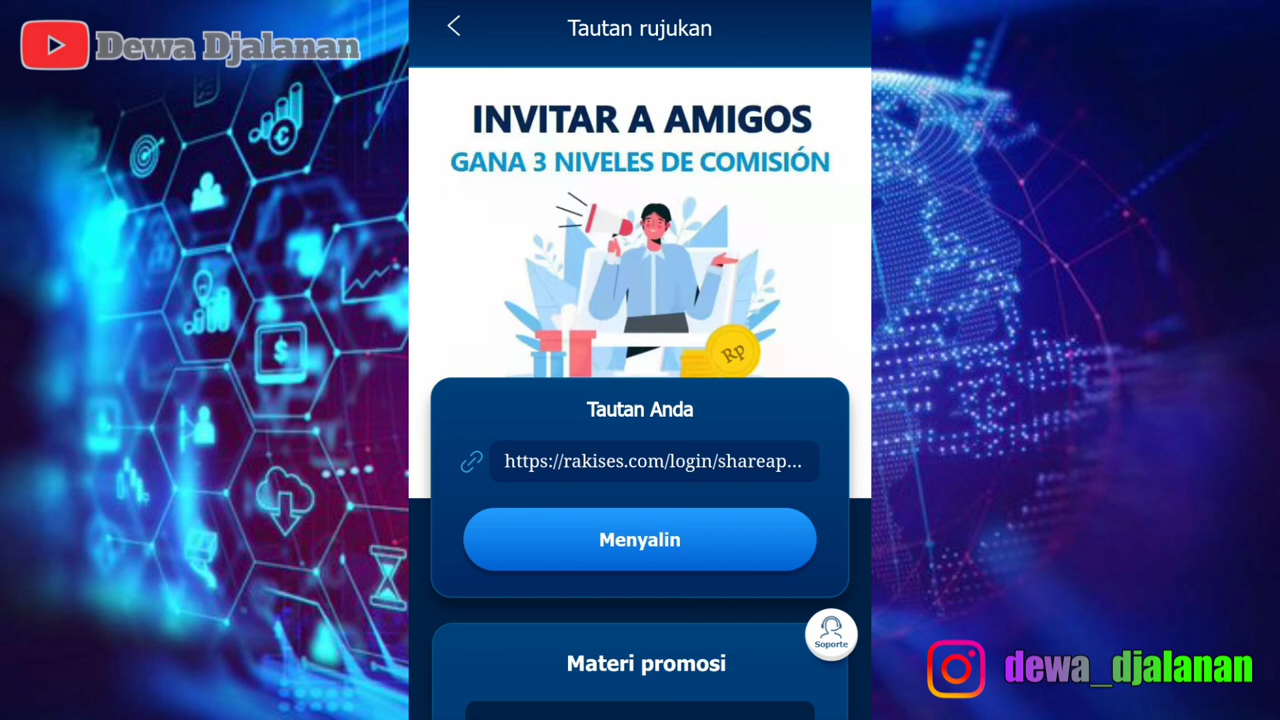 Dewa Djalanan
Tautan rujukan
INVITAR A AMIGOS
GANA 3 NIVELES DE COMISIÓN
Rp
Tautan Anda
https://rakises.com/login/shareap...
Menyalin
Soporte
Materi promosi
dewa_djalanan